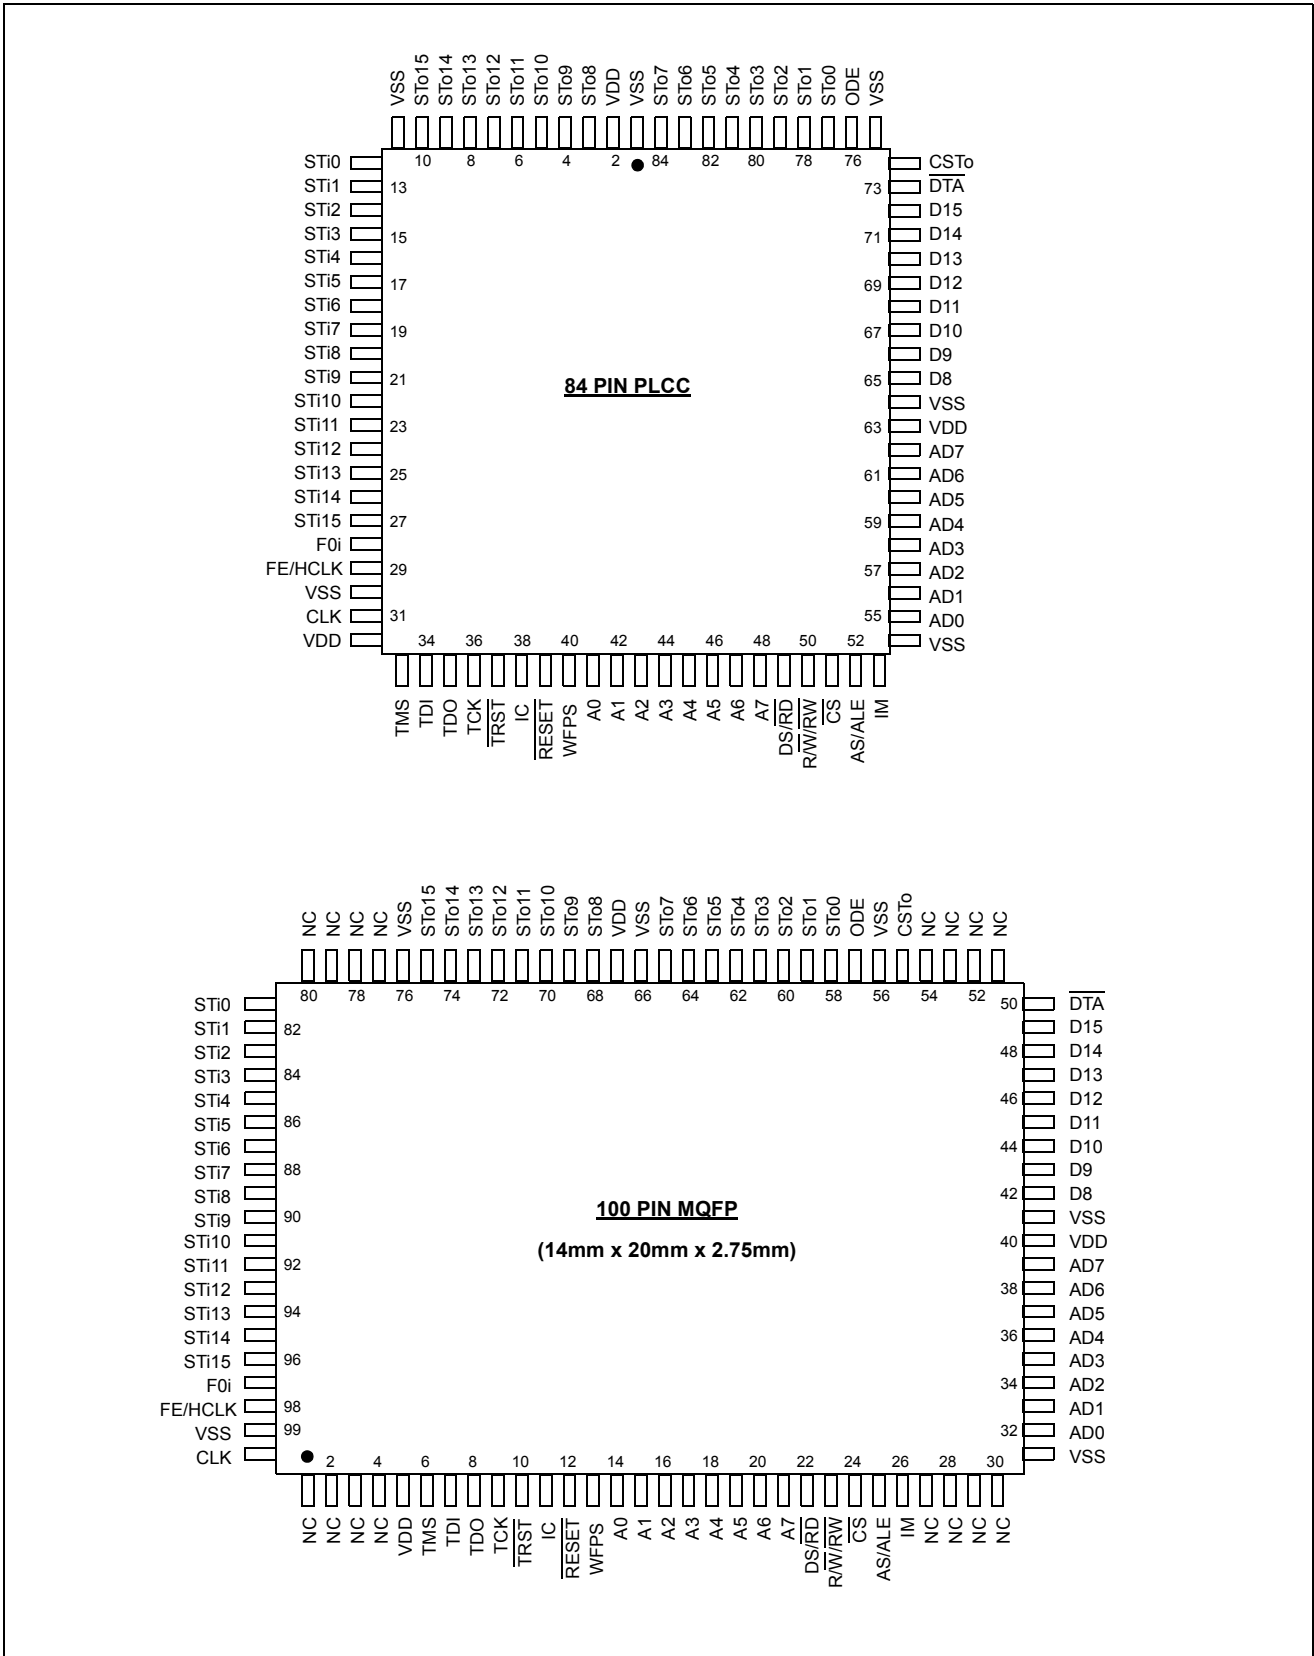 VSS STo15 STo14 STo13 STo12 STo11 STo10 STo9 STo8 VDD VSS STo7 STo6 STo5 STo4 STo3 STo2 STo1 STo0 ODE VSS
10 8 6 4 2 84 82 80 78 76
STi0 CSTo
STi1 13 73 DTA
STi2 D15
STi3 15 71 D14
STi4 D13
STi5 17 69 D12
STi6 D11
STi7 19 67 D10
STi8 D9
STi9 21 65 D8
84 PIN PLCC
STi10 VSS
STi11 23 63 VDD
STi12 AD7
STi13 25 61 AD6
STi14 AD5
STi15 27 59 AD4
F0i AD3
FE/HCLK 29 57 AD2
VSS AD1
CLK 31 55 AD0
VDD VSS
34 36 38 40 42 44 46 48 50 52
TMS TDI TDO TCK TRST IC RESET WFPS A0 A1 A2 A3 A4 A5 A6 A7 DS/RD R/W/RW CS AS/ALE IM
NC NC NC NC VSS STo15 STo14 STo13 STo12 STo11 STo10 STo9 STo8 VDD VSS STo7 STo6 STo5 STo4 STo3 STo2 STo1 STo0 ODE VSS CSTo NC NC NC NC
80 78 76 74 72 70 68 66 64 62 60 58 56 54 52
STi0 50 DTA
STi1 82 D15
STi2 48 D14
STi3 84 D13
STi4 46 D12
STi5 86 D11
STi6 44 D10
STi7 88 D9
STi8 42 D8
100 PIN MQFP
STi9 90 VSS
STi10 40 VDD
(14mm x 20mm x 2.75mm)
STi11 92 AD7
STi12 38 AD6
STi13 94 AD5
STi14 36 AD4
STi15 96 AD3
F0i 34 AD2
FE/HCLK 98 AD1
VSS 99 32 AD0
CLK VSS
2 4 6 8 10 12 14 16 18 20 22 24 26 28 30
NC NC NC NC VDD TMS TDI TDO TCK TRST IC RESET WFPS A0 A1 A2 A3 A4 A5 A6 A7 DS/RD R/W/RW CS AS/ALE IM NC NC NC NC